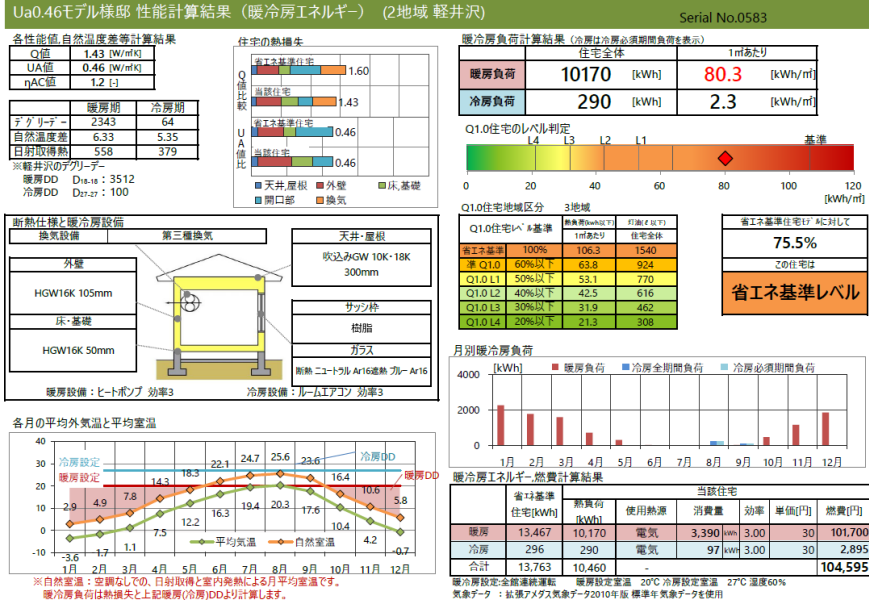 Ua0.46モデル様邸 性能計算結果（暖冷房エネルギー） （2地域 軽井沢）
Serial No.0583
各性能値,自然温度差等計算結果
Q値 1.43 [W/㎡K]
UA値 0.46 [W/㎡K]
ηAC値 1.2 [-]
暖房期 冷房期
デグリーデー 2343 64
自然温度差 6.33 5.35
日射取得熱 558 379
※軽井沢のデグリーデー
暖房DD D18-18：3512
冷房DD D27-27：100
住宅の熱損失
Q値比較
省エネ基準住宅
1.60
当該住宅
1.43
UA値比
省エネ基準住宅
0.46
当該住宅
0.46
天井,屋根 外壁 床,基礎
開口部 換気
暖冷房負荷計算結果（冷房は冷房必須期間負荷を表示）
住宅全体 1㎡あたり
暖房負荷 10170 [kWh] 80.3 [kWh/㎡]
冷房負荷 290 [kWh] 2.3 [kWh/㎡]
Q1.0住宅のレベル判定
L4 L3 L2 L1 基準
0 20 40 60 80 100 120
[kWh/㎡]
Q1.0住宅地域区分 3地域
Q1.0住宅レベル基準 熱負荷(kwh以下) 灯油(ℓ以下)
1㎡あたり 住宅全体
省エネ基準 100% 106.3 1540
準 Q1.0 60%以下 63.8 924
Q1.0 L1 50%以下 53.1 770
Q1.0 L2 40%以下 42.5 616
Q1.0 L3 30%以下 31.9 462
Q1.0 L4 20%以下 21.3 308
省エネ基準住宅モデルに対して
75.5%
この住宅は
省エネ基準レベル
断熱仕様と暖冷房設備
換気設備 第三種換気
外壁
HGW16K 105mm
床・基礎
HGW16K 50mm
天井・屋根
吹込みGW 10K・18K
300mm
サッシ枠
樹脂
ガラス
断熱 ニュートラル Ar16遮熱 ブルー Ar16
暖房設備：ヒートポンプ 効率3 冷房設備：ルームエアコン 効率3
月別暖冷房負荷
[kWh] 暖房負荷 冷房全期間負荷 冷房必須期間負荷
4000
2000
0
1月 2月 3月 4月 5月 6月 7月 8月 9月 10月 11月 12月
各月の平均外気温と平均室温
40
30
20
10
0
-10
冷房設定
暖房設定
冷房DD
暖房DD
2.9 4.9 7.8 14.3 18.3 22.1 24.7 25.6 23.6 16.4 10.6 5.8
-3.6 1.7 1.1 7.5 12.2 16.3 19.4 20.3 17.6 10.4 4.2 -0.7
平均気温 自然室温
1月 2月 3月 4月 5月 6月 7月 8月 9月 10月 11月 12月
※自然室温：空調なしでの、日射取得と室内発熱による月平均室温です。
暖冷房負荷は熱損失と上記暖房(冷房)DDより計算します。
暖冷房エネルギー,燃費計算結果
省エネ基準住宅[kWh] 当該住宅
熱負荷[kWh] 使用熱源 消費量 効率 単価[円] 燃費[円]
暖房 13,467 10,170 電気 3,390 kWh 3.00 30 101,700
冷房 296 290 電気 97 kWh 3.00 30 2,895
合計 13,763 10,460 - 104,595
暖冷房設定:全館連続運転 暖房設定室温 20℃ 冷房設定室温 27℃ 湿度60%
気象データ ：拡張アメダス気象データ2010年版 標準年気象データを使用